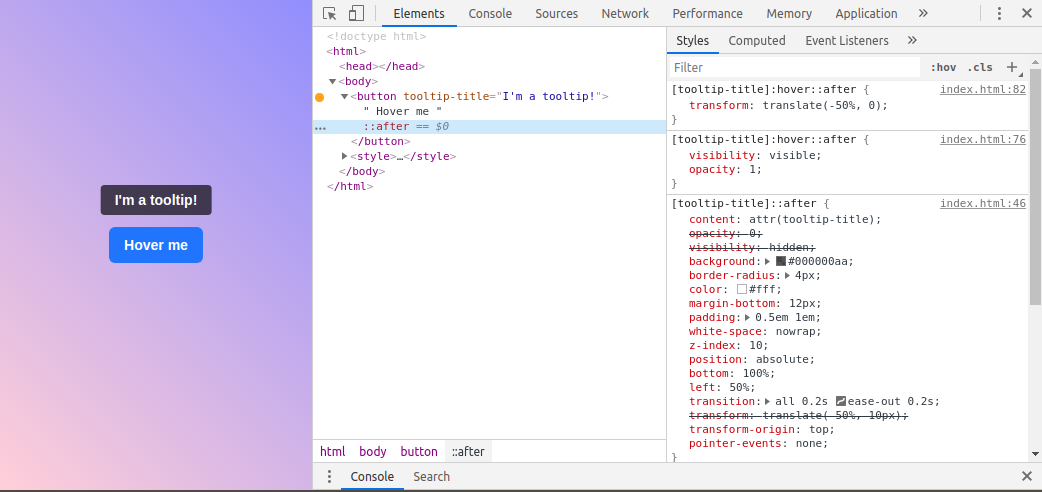 Elements Console Sources Network Performance Memory Application »
<!doctype html>
<html>
<head></head>
<body>
<button tooltip-title="I'm a tooltip!">
" Hover me "
::after == $0
</button>
<style>…</style>
</body>
</html>
I'm a tooltip!
Hover me
html body button ::after
Styles Computed Event Listeners »
Filter :hov .cls +
[tooltip-title]:hover::after { index.html:82
transform: translate(-50%, 0);
}
[tooltip-title]:hover::after { index.html:76
visibility: visible;
opacity: 1;
}
[tooltip-title]::after { index.html:46
content: attr(tooltip-title);
opacity: 0;
visibility: hidden;
background: #000000aa;
border-radius: 4px;
color: #fff;
margin-bottom: 12px;
padding: 0.5em 1em;
white-space: nowrap;
z-index: 10;
position: absolute;
bottom: 100%;
left: 50%;
transition: all 0.2s ease-out 0.2s;
transform: translate(-50%, 10px);
transform-origin: top;
pointer-events: none;
}
Console Search